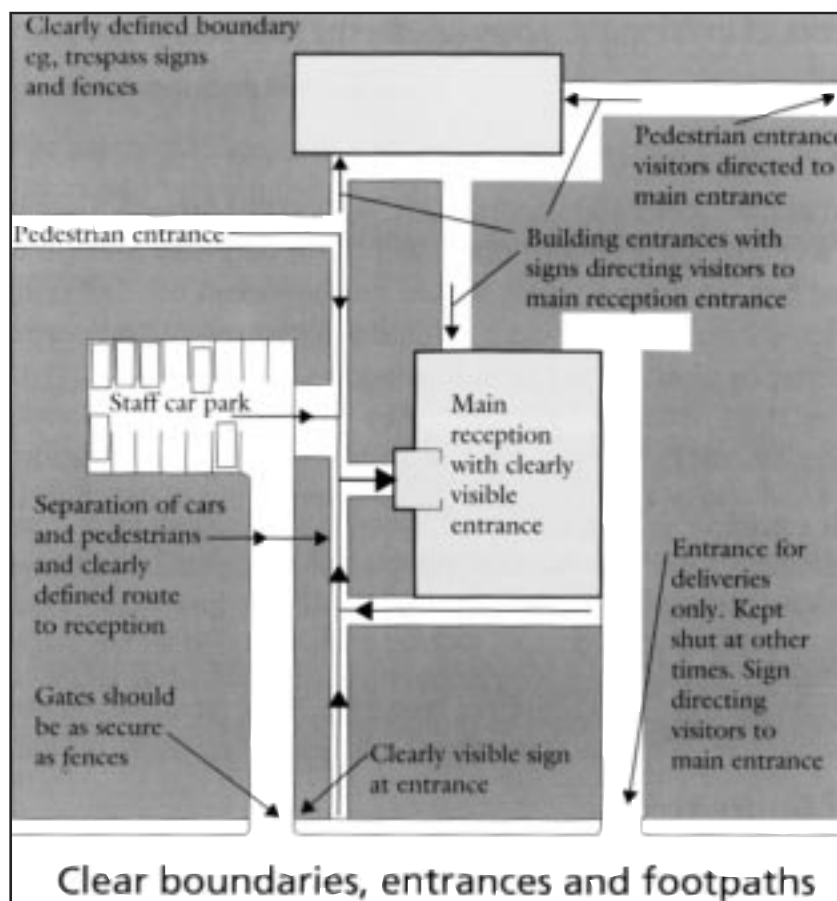 Clearly defined boundary
eg, trespass signs
and fences
Pedestrian entrance
visitors directed to
main entrance
Pedestrian entrance
Building entrances with
signs directing visitors to
main reception entrance
Staff car park
Main
reception
with clearly
visible
entrance
Separation of cars
and pedestrians
and clearly
defined route
to reception
Entrance for
deliveries
only. Kept
shut at other
times. Sign
directing
visitors to
main entrance
Gates should
be as secure
as fences
Clearly visible sign
at entrance
Clear boundaries, entrances and footpaths